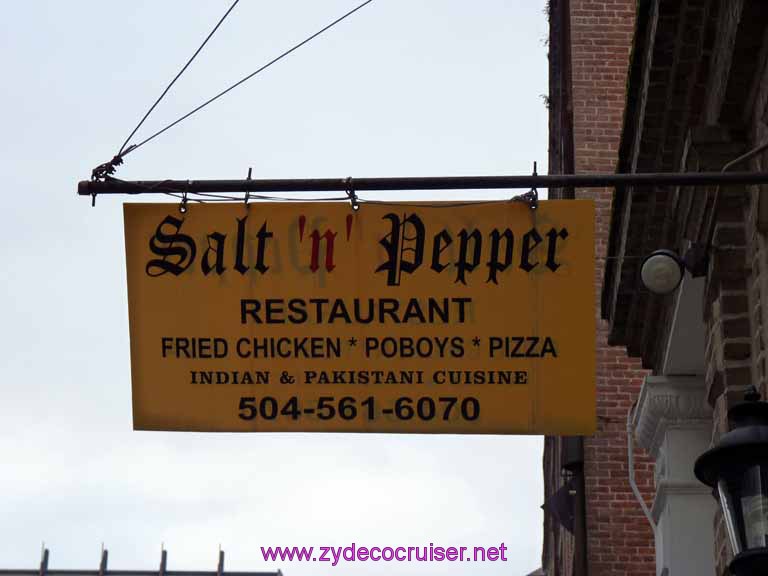 Salt 'n' Pepper
RESTAURANT
FRIED CHICKEN * POBOYS * PIZZA
INDIAN & PAKISTANI CUISINE
504-561-6070
www.zydecocruiser.net